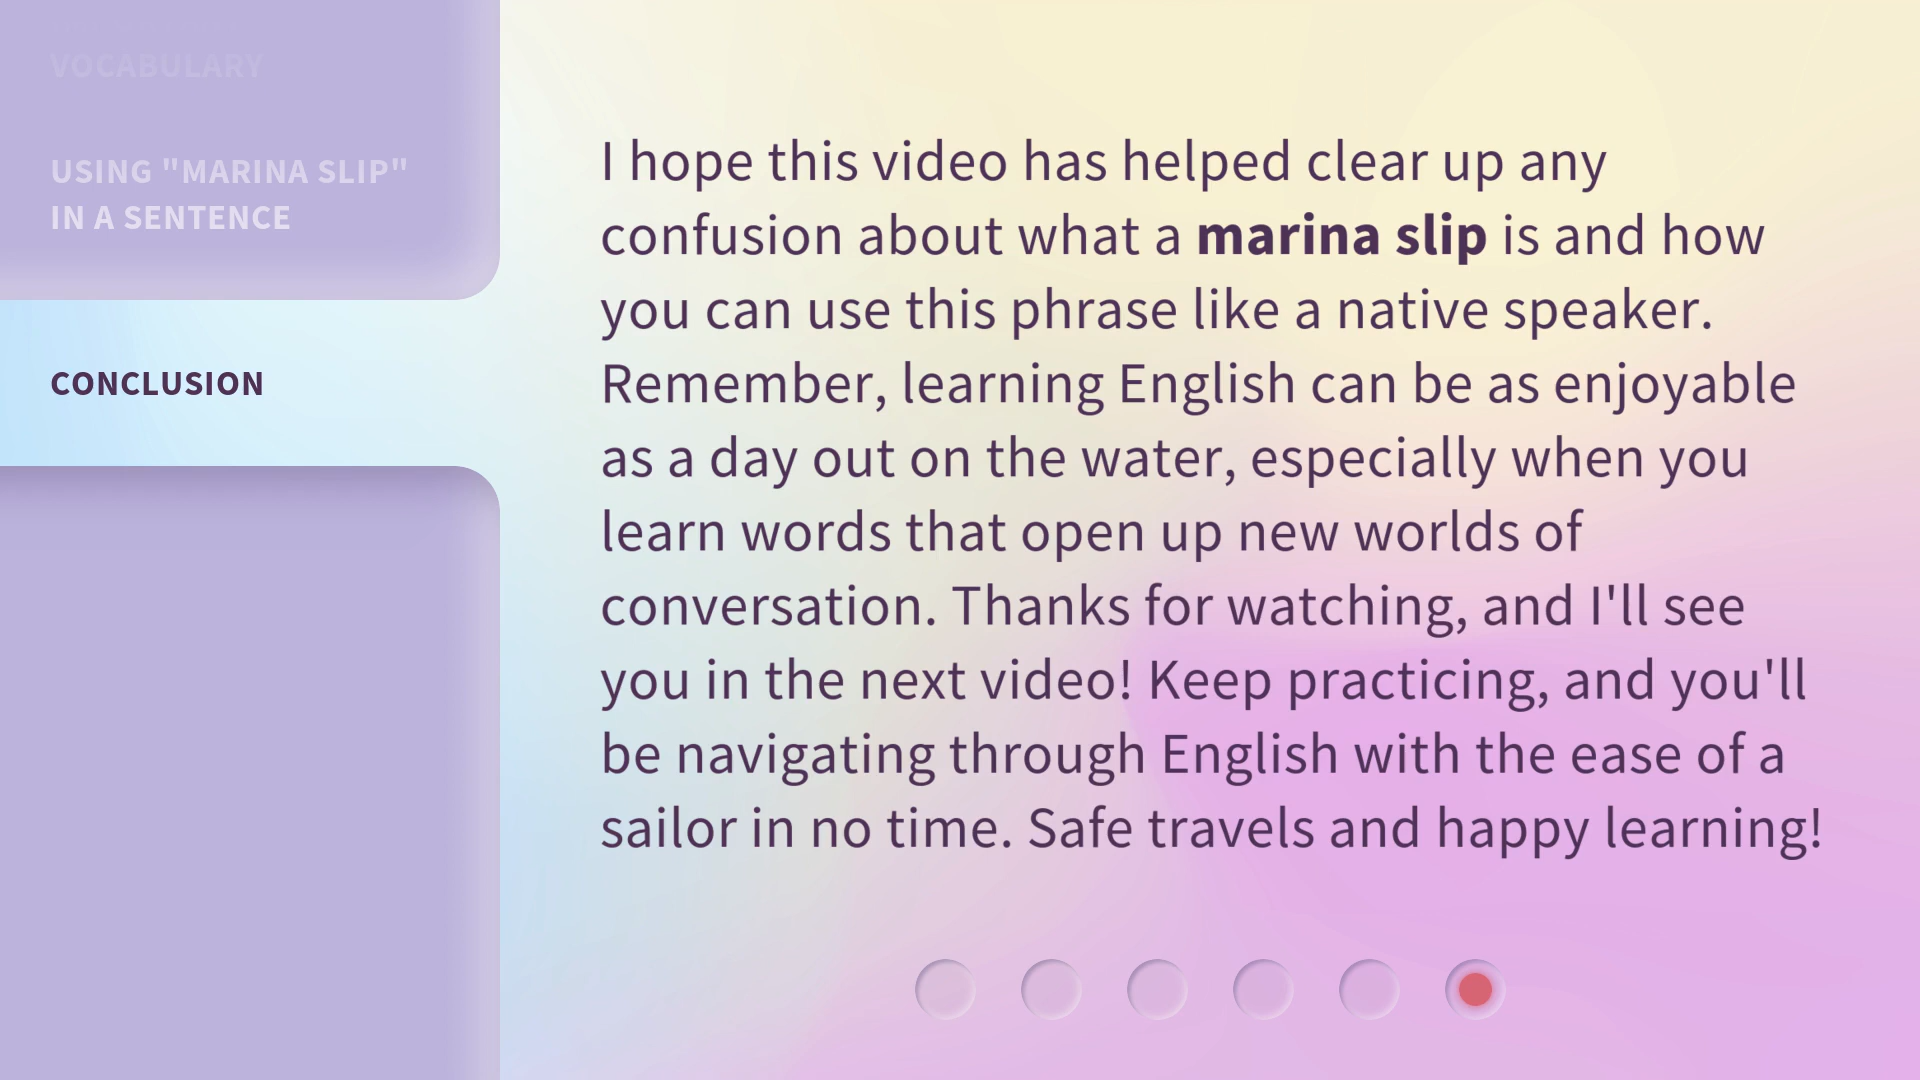 VOCABULARY
USING "MARINA SLIP"
IN A SENTENCE
CONCLUSION
I hope this video has helped clear up any
confusion about what a marina slip is and how
you can use this phrase like a native speaker.
Remember, learning English can be as enjoyable
as a day out on the water, especially when you
learn words that open up new worlds of
conversation. Thanks for watching, and I'll see
you in the next video! Keep practicing, and you'll
be navigating through English with the ease of a
sailor in no time. Safe travels and happy learning!